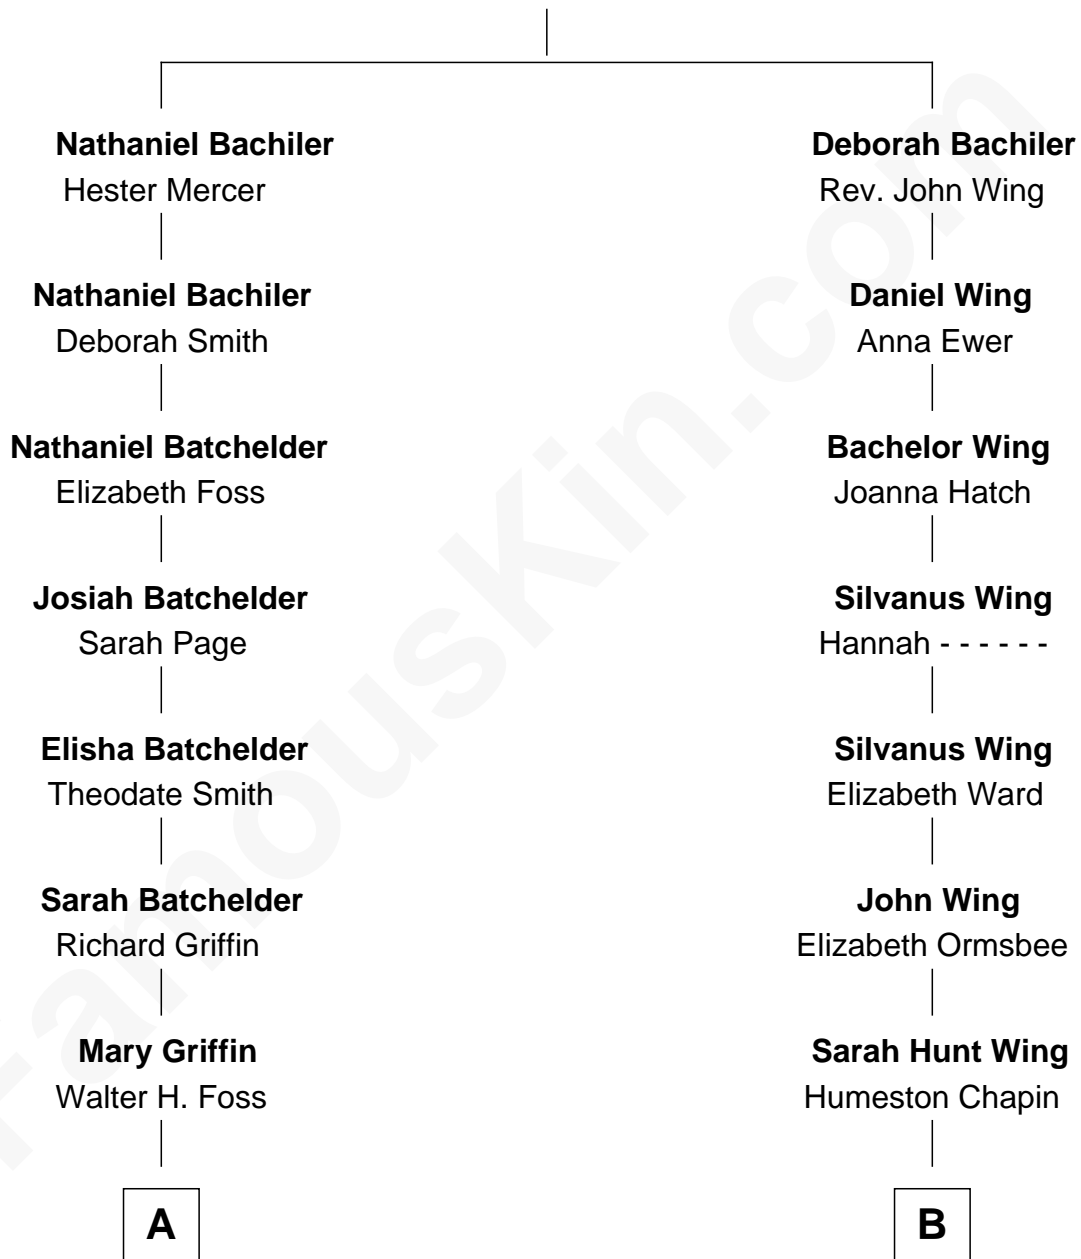 Nathaniel Bachiler
Hester Mercer
Nathaniel Bachiler
Deborah Smith
Nathaniel Batchelder
Elizabeth Foss
Josiah Batchelder
Sarah Page
Elisha Batchelder
Theodate Smith
Sarah Batchelder
Richard Griffin
Mary Griffin
Walter H. Foss
A
Deborah Bachiler
Rev. John Wing
Daniel Wing
Anna Ewer
Bachelor Wing
Joanna Hatch
Silvanus Wing
Hannah - - - - - -
Silvanus Wing
Elizabeth Ward
John Wing
Elizabeth Ormsbee
Sarah Hunt Wing
Humeston Chapin
B
FamousKin.com